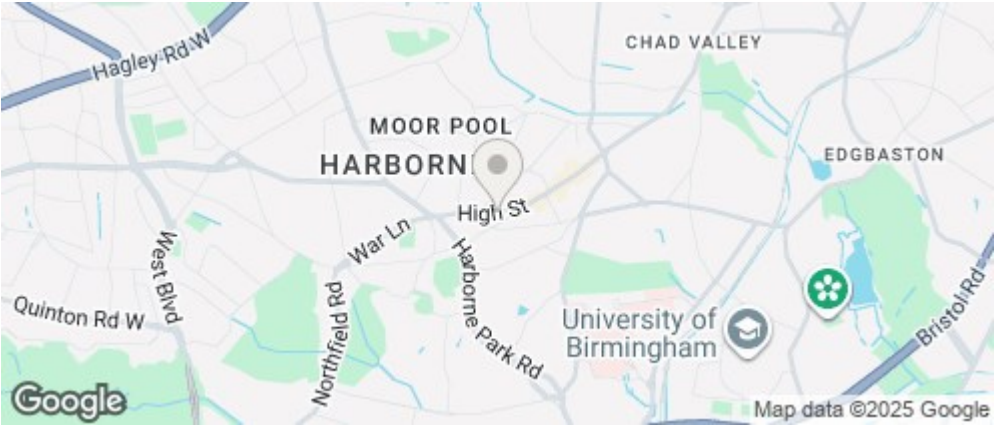 Hagley Rd W
CHAD VALLEY
MOOR POOL
HARBORN
EDGBASTON
High St
War Ln
West Blvd
Harborne Park Rd
Northfield Rd
Quinton Rd W
University of
Birmingham
Bristol Rd
Google
Map data ©2025 Google